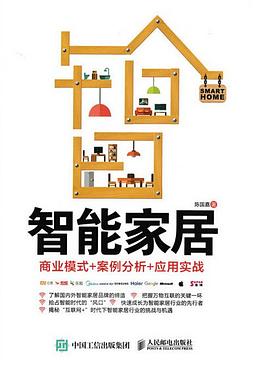 SMART
HOME
陈国嘉 著
智能家居
商业模式+案例分析+应用实战
Haier Google Microsoft
了解国内外智能家居品牌的缔造 把握万物互联的关键一环
抢占智能时代的“风口” 快速成长为智能家居行业的先行者
揭秘“互联网+”时代下智能家居行业的挑战与机遇
中国工信出版集团 人民邮电出版社